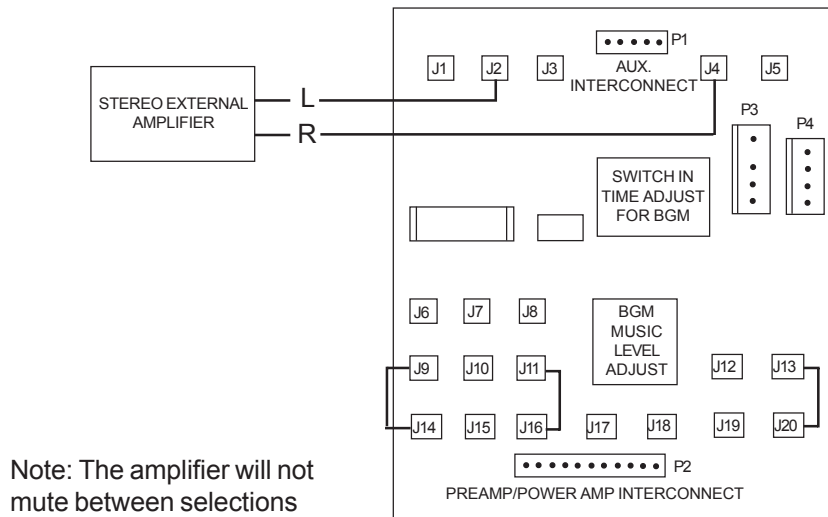 P1
J1
J2
J3
AUX.
INTERCONNECT
J4
J5
STEREO EXTERNAL
AMPLIFIER
L
R
P3
P4
SWITCH IN
TIME ADJUST
FOR BGM
J6
J7
J8
BGM
MUSIC
LEVEL
ADJUST
J9
J10
J11
J12
J13
J14
J15
J16
J17
J18
J19
J20
Note: The amplifier will not
mute between selections
P2
PREAMP/POWER AMP INTERCONNECT